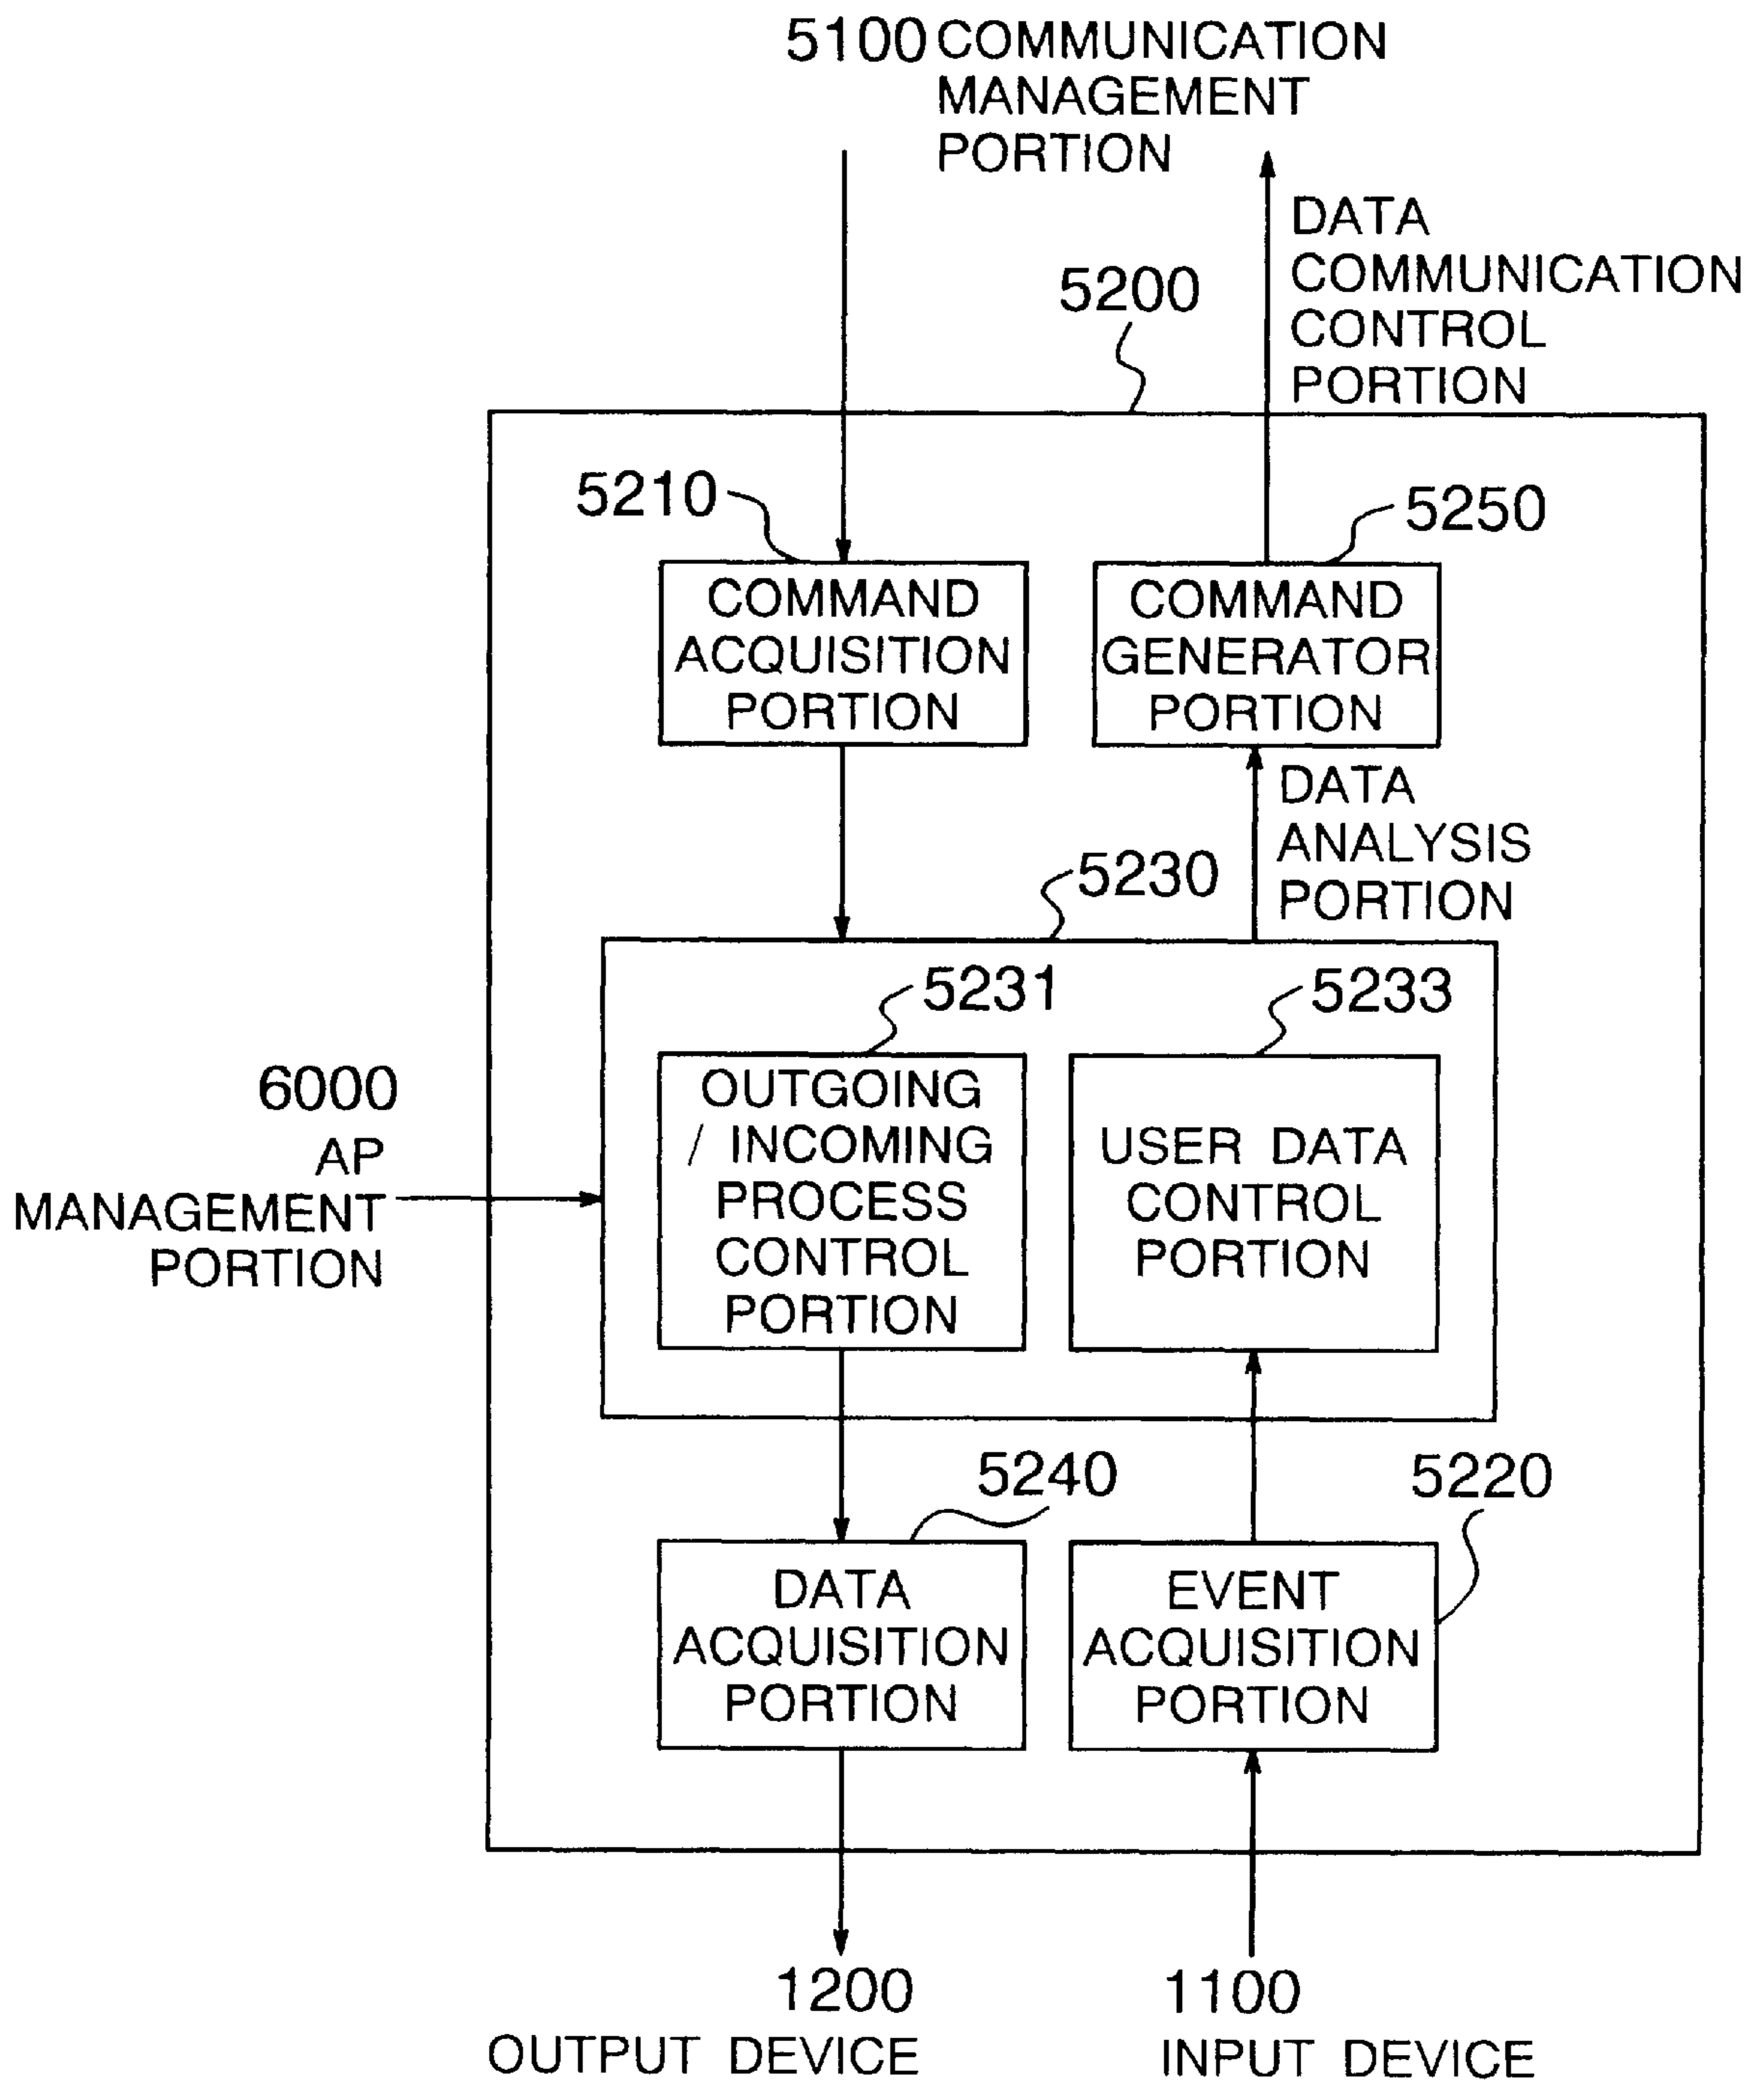 5100 COMMUNICATION
MANAGEMENT
PORTION
DATA
COMMUNICATION
CONTROL
PORTION
5200
5210
5250
COMMAND
ACQUISITION
PORTION
COMMAND
GENERATOR
PORTION
DATA
ANALYSIS
PORTION
5230
5231
5233
6000
AP
MANAGEMENT
PORTION
OUTGOING
/ INCOMING
PROCESS
CONTROL
PORTION
USER DATA
CONTROL
PORTION
5240
5220
DATA
ACQUISITION
PORTION
EVENT
ACQUISITION
PORTION
1200
OUTPUT DEVICE
1100
INPUT DEVICE